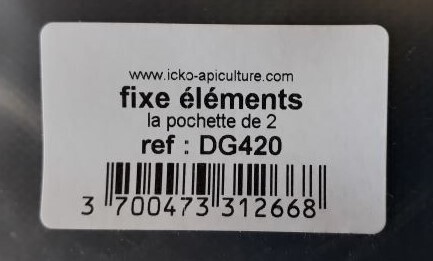 www.icko-apiculture.com
fixe éléments
la pochette de 2
ref : DG420
3 700473 312668